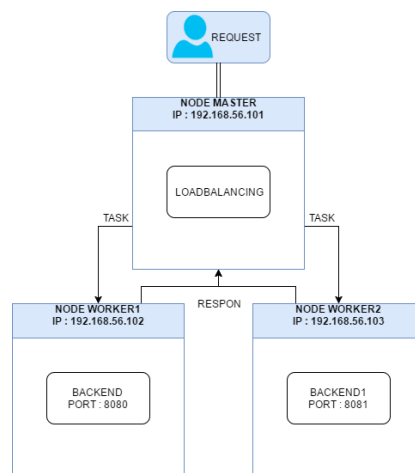 REQUEST
NODE MASTER
IP : 192.168.56.101
LOADBALANCING
TASK
TASK
RESPON
NODE WORKER1
IP : 192.168.56.102
NODE WORKER2
IP : 192.168.56.103
BACKEND
PORT : 8080
BACKEND1
PORT : 8081